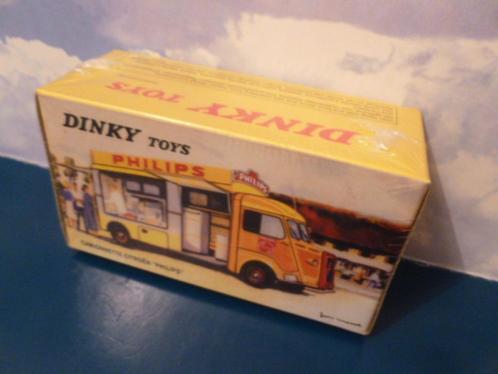 DINKY TOYS
DINKY TOYS
PHILIPS
PHILIPS
CAMIONNETTE CITROËN "PHILIPS"